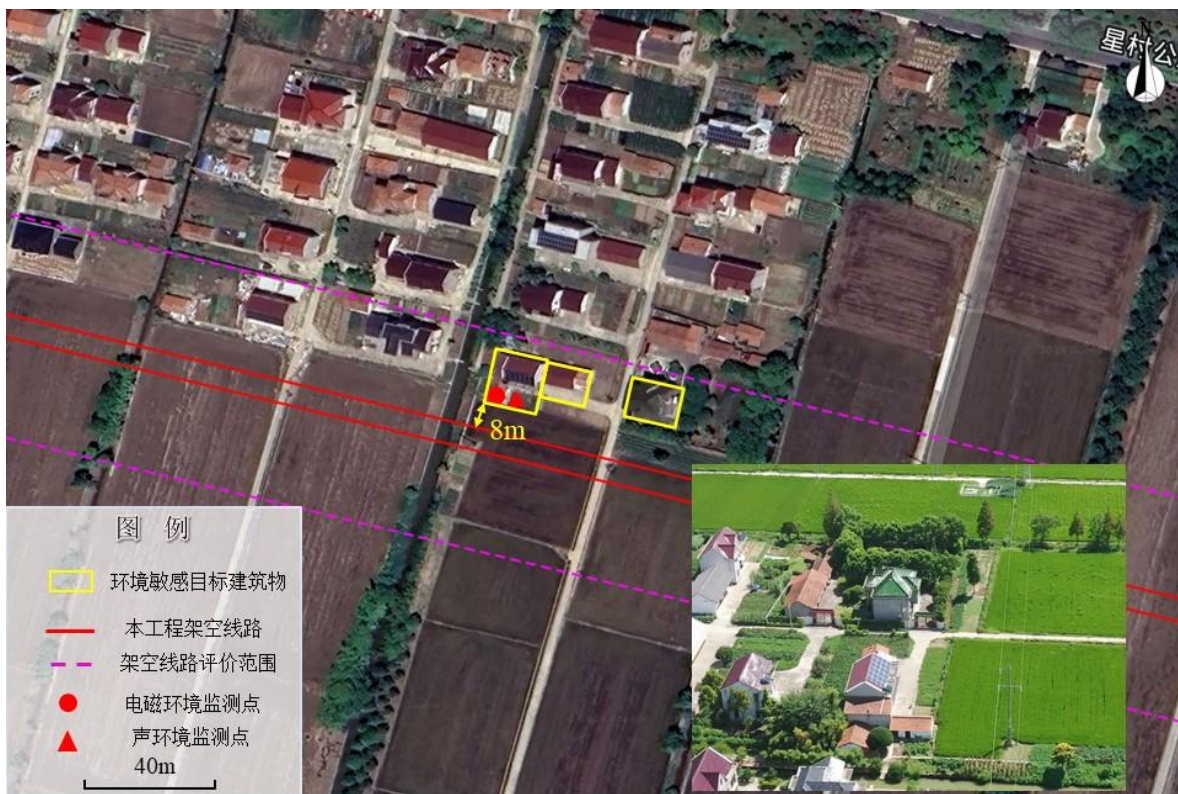 星村公
8m
图 例
环境敏感目标建筑物
本工程架空线路
架空线路评价范围
电磁环境监测点
声环境监测点
40m